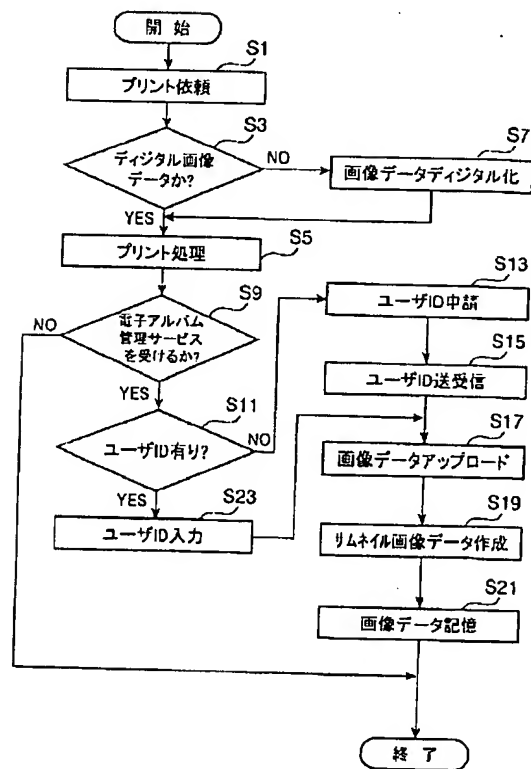 開始
S1
プリント依頼
S3
ディジタル画像
データか?
NO
S7
画像データディジタル化
YES
S5
プリント処理
S9
NO
電子アルバム
管理サービス
を受けるか?
S13
ユーザID申請
YES
S15
ユーザID送受信
S11
ユーザID有り?
NO
S17
画像データアップロード
YES
S23
ユーザID入力
S19
リムネイル画像データ作成
S21
画像データ記憶
終了